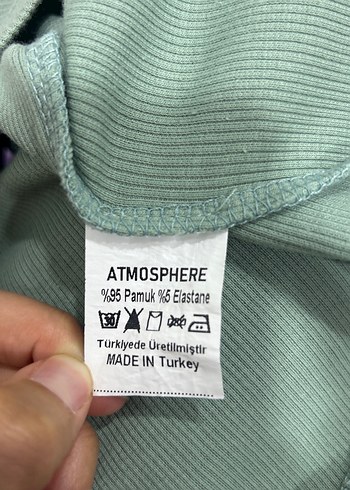 ATMOSPHERE
%95 Pamuk %5 Elastane
30
Türkiyede Üretilmiştir
MADE IN Turkey